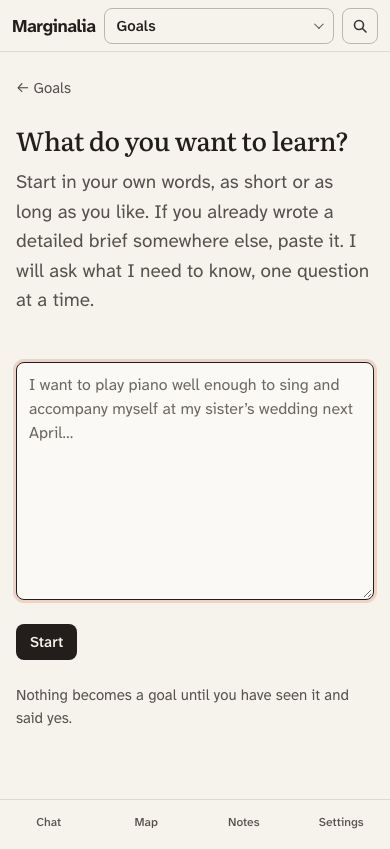 Marginalia
Goals
← Goals
What do you want to learn?
Start in your own words, as short or as
long as you like. If you already wrote a
detailed brief somewhere else, paste it. I
will ask what I need to know, one question
at a time.
I want to play piano well enough to sing and
accompany myself at my sister’s wedding next
April…
Start
Nothing becomes a goal until you have seen it and
said yes.
Chat Map Notes Settings